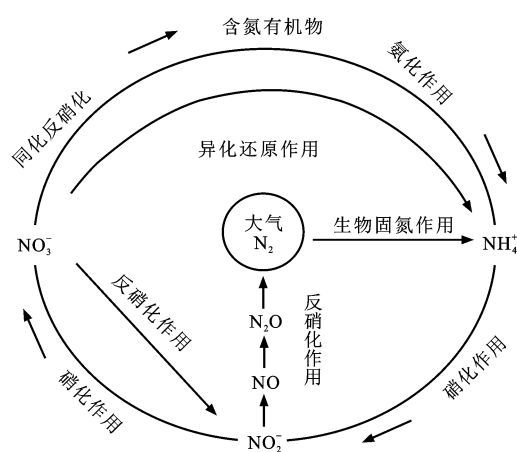 含氮有机物
氨化作用
同化反硝化
异化还原作用
大气
N₂
生物固氮作用
NO₃⁻
NH₄⁺
反硝化作用
N₂O
反硝化作用
NO
硝化作用
硝化作用
NO₂⁻